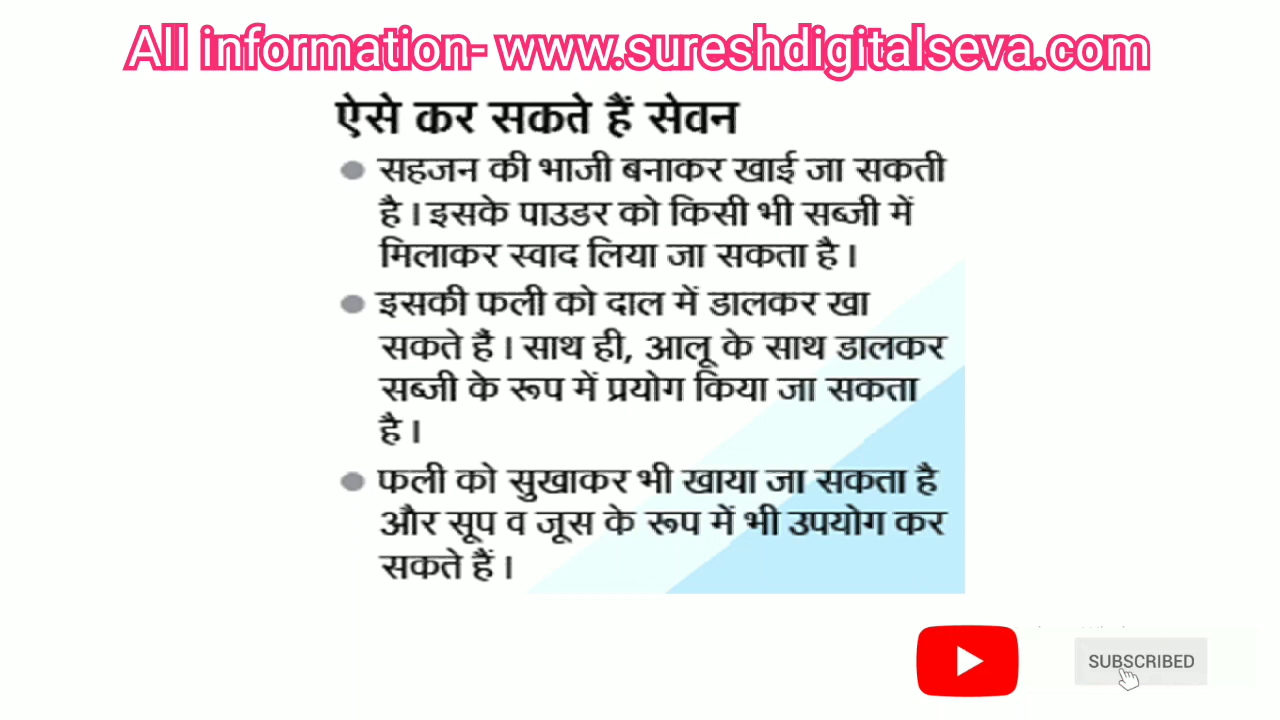 All information- www.sureshdigitalseva.com
ऐसे कर सकते हैं सेवन
सहजन की भाजी बनाकर खाई जा सकती
है। इसके पाउडर को किसी भी सब्जी में
मिलाकर स्वाद लिया जा सकता है।
इसकी फली को दाल में डालकर खा
सकते हैं। साथ ही, आलू के साथ डालकर
सब्जी के रूप में प्रयोग किया जा सकता
है।
फली को सुखाकर भी खाया जा सकता है
और सूप व जूस के रूप में भी उपयोग कर
सकते हैं।
SUBSCRIBED